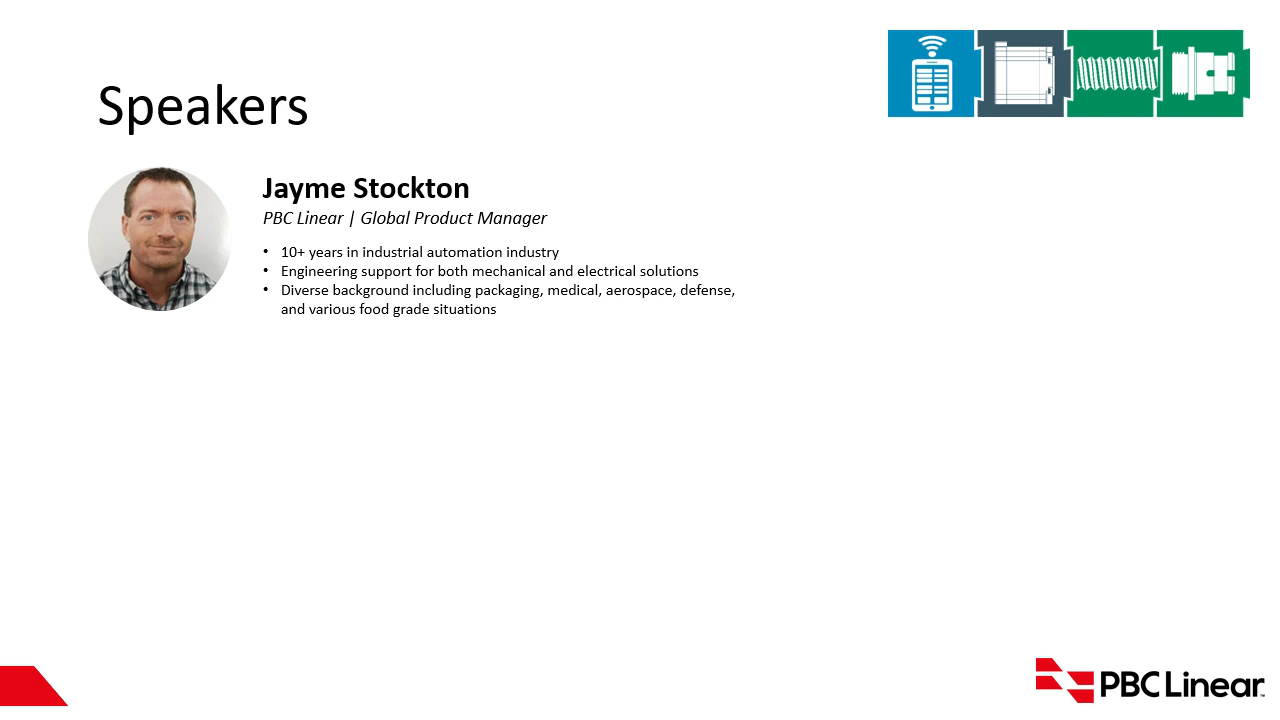 Speakers
Jayme Stockton
PBC Linear | Global Product Manager
• 10+ years in industrial automation industry
• Engineering support for both mechanical and electrical solutions
• Diverse background including packaging, medical, aerospace, defense,
and various food grade situations
PBC Linear™